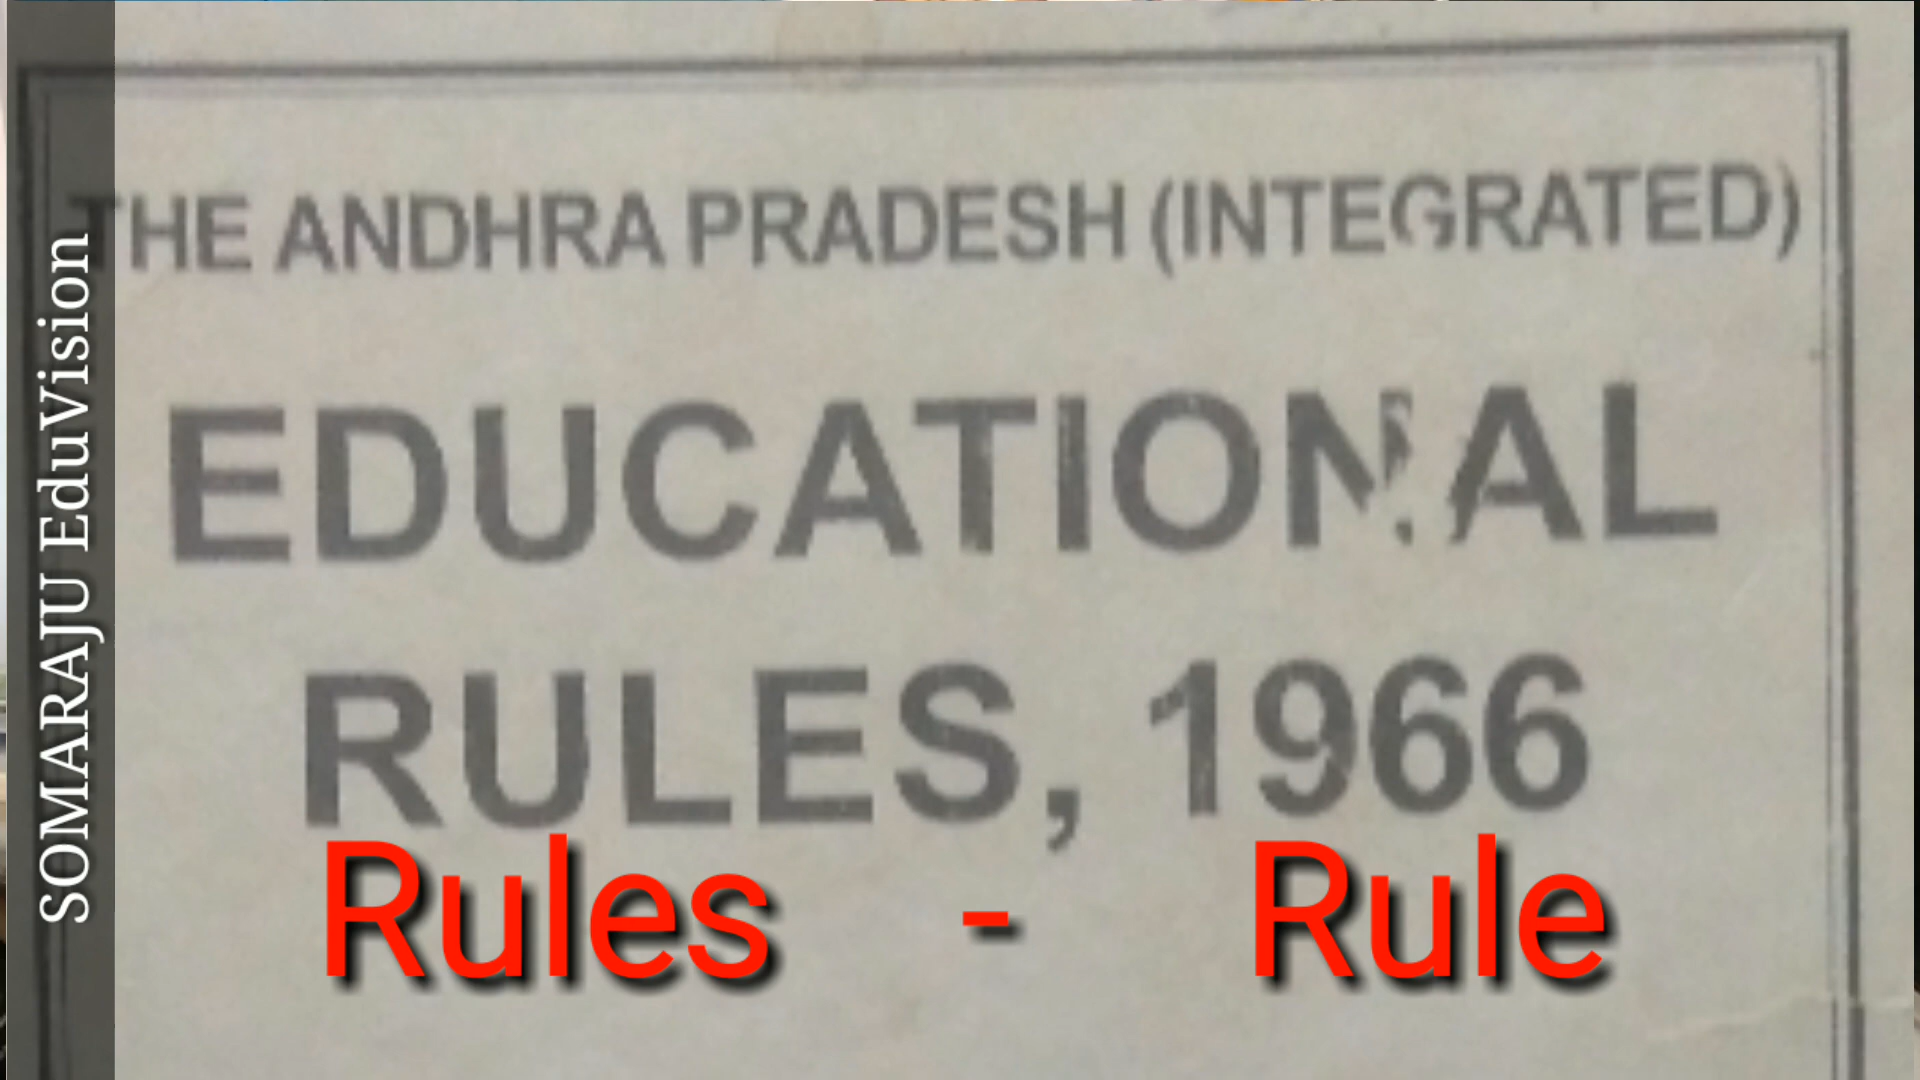 SOMARAJU EduVision
THE ANDHRA PRADESH (INTEGRATED)
EDUCATIONAL
RULES, 1966
Rules - Rule